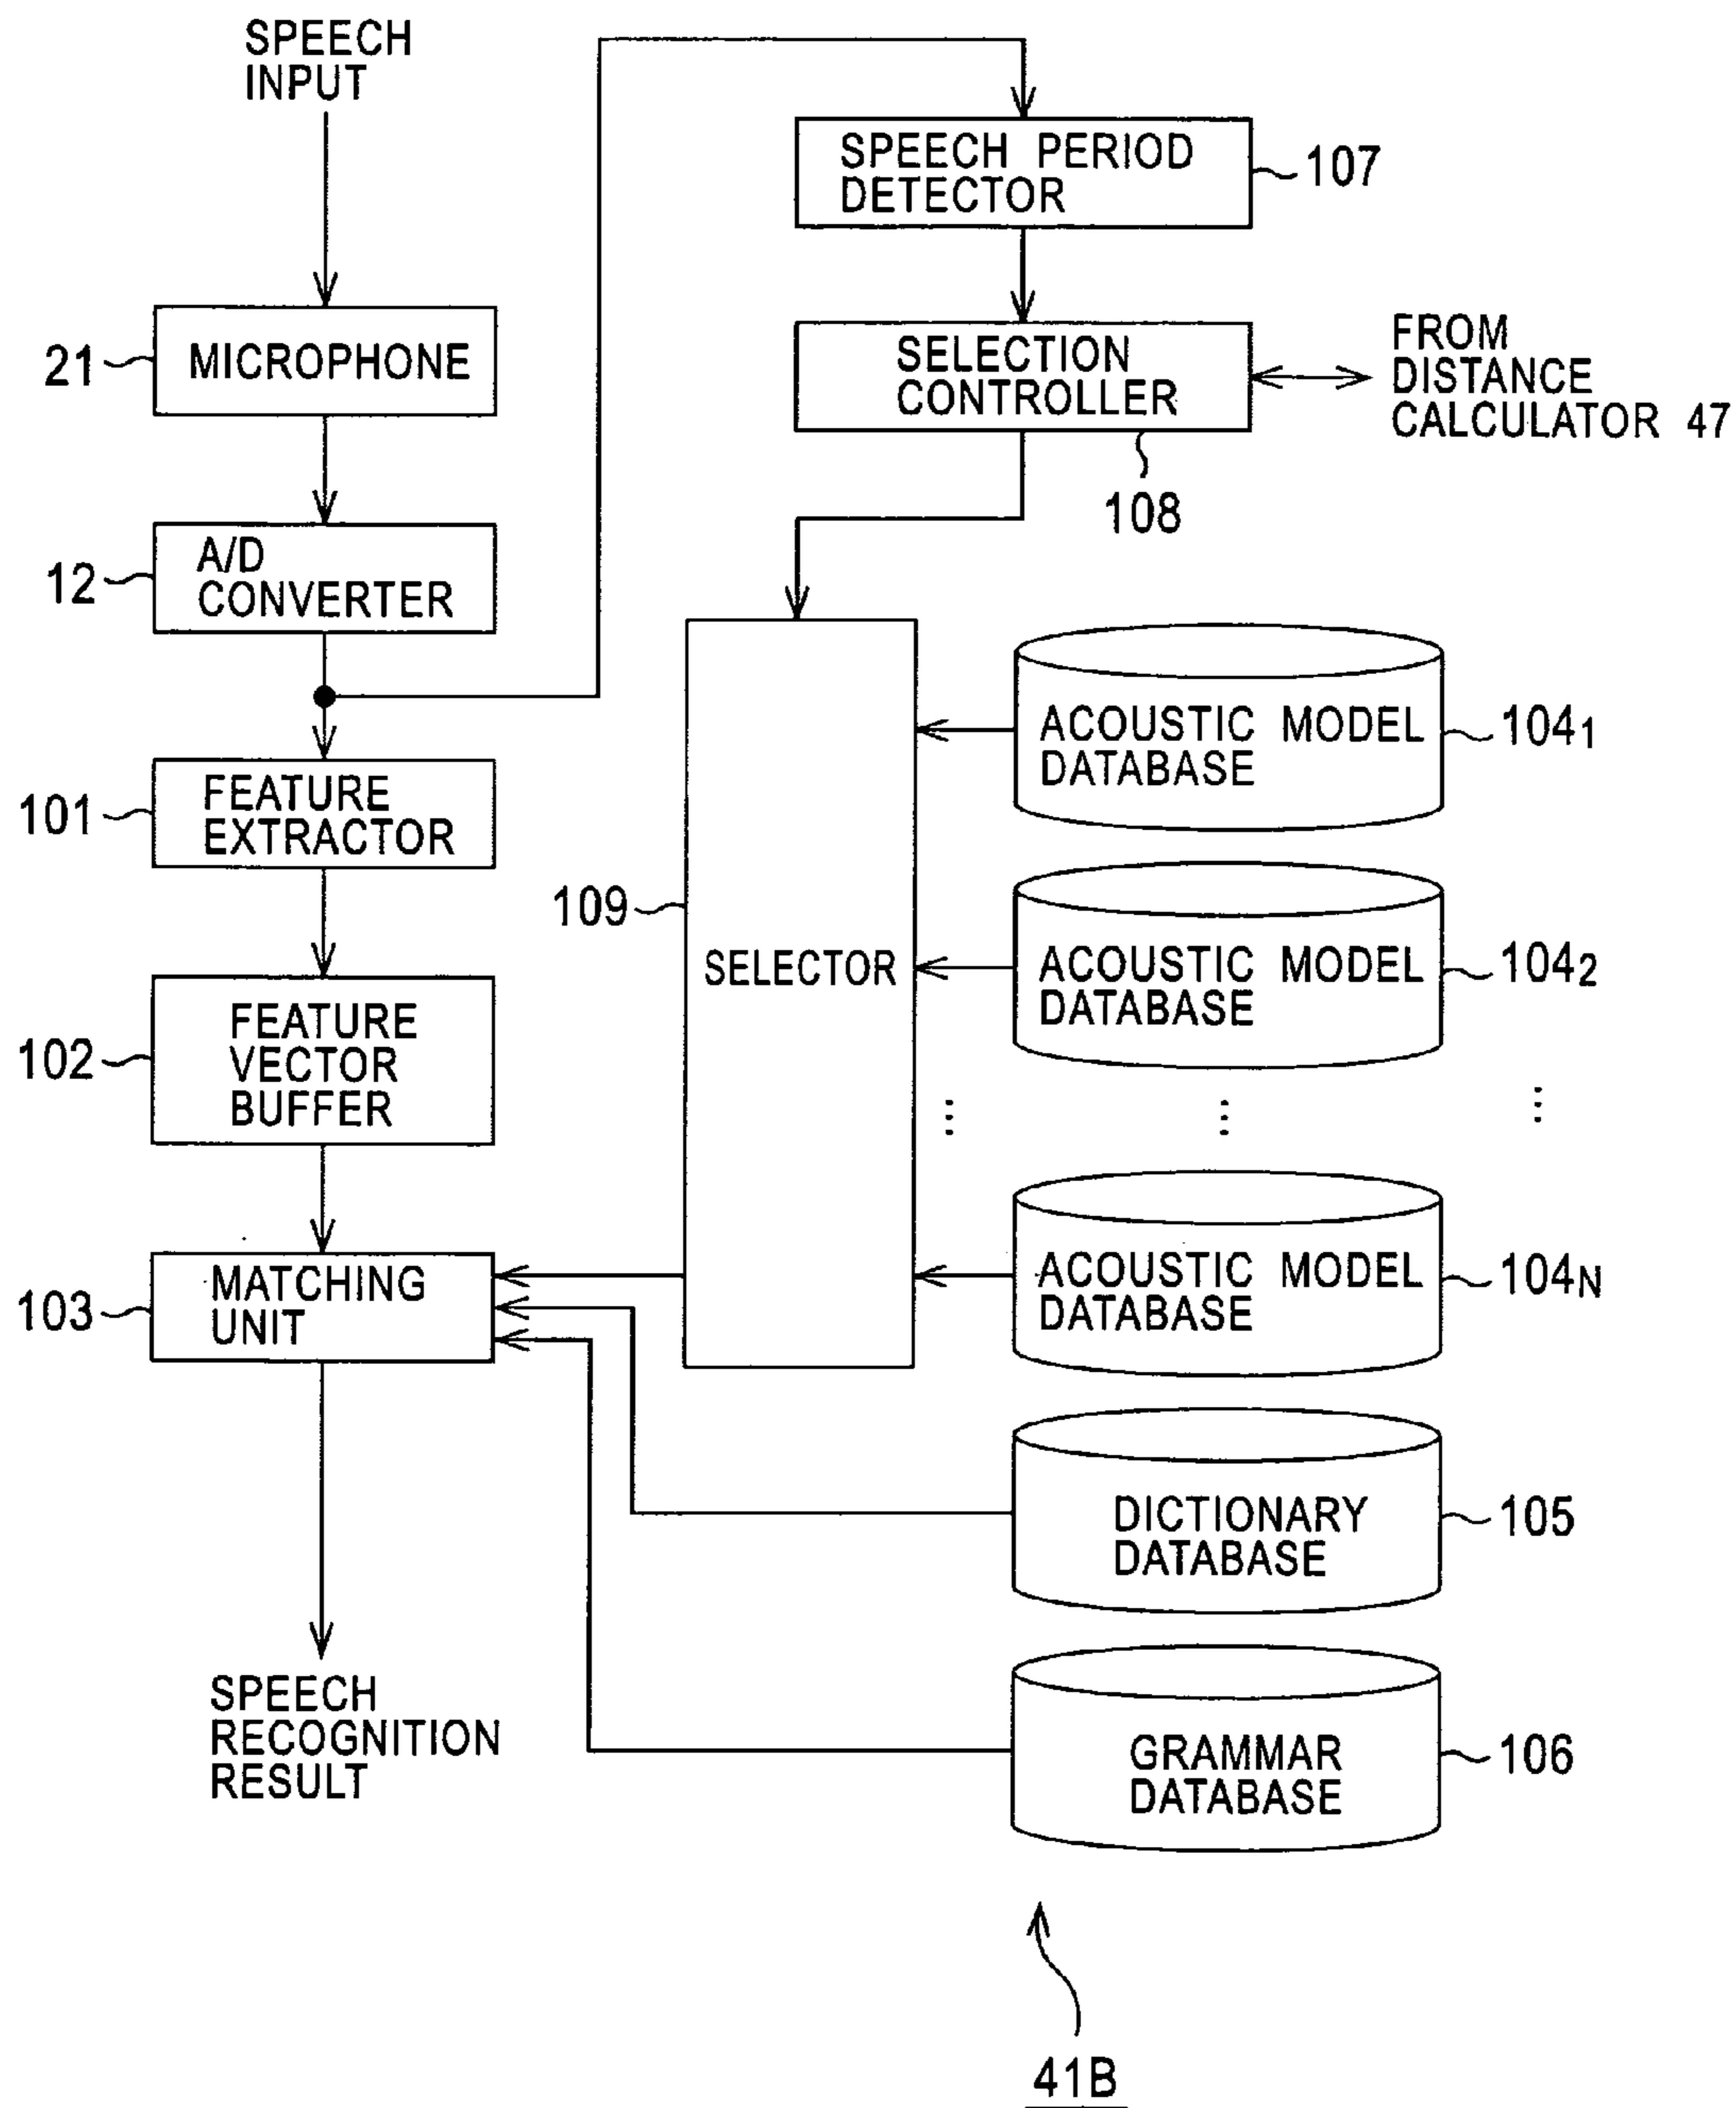 SPEECH
INPUT
SPEECH PERIOD
DETECTOR
107
21
MICROPHONE
SELECTION
CONTROLLER
108
FROM
DISTANCE
CALCULATOR 47
12
A/D
CONVERTER
101
FEATURE
EXTRACTOR
109
SELECTOR
ACOUSTIC MODEL
DATABASE
104₁
ACOUSTIC MODEL
DATABASE
104₂
...
...
...
102
FEATURE
VECTOR
BUFFER
ACOUSTIC MODEL
DATABASE
104N
103
MATCHING
UNIT
DICTIONARY
DATABASE
105
SPEECH
RECOGNITION
RESULT
GRAMMAR
DATABASE
106
41B